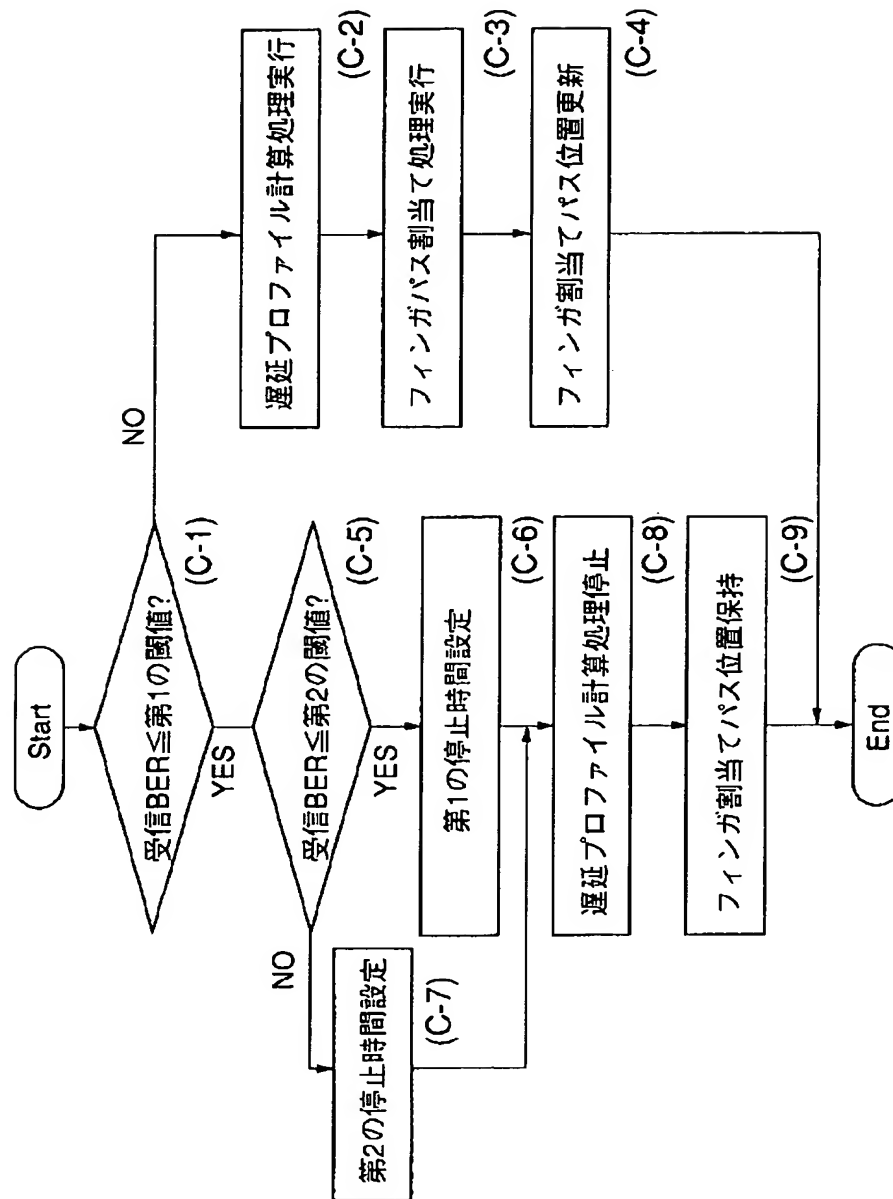 Start
受信BER≦第1の閾値?
(C-1)
NO
YES
遅延プロファイル計算処理実行
(C-2)
フィンガパス割当て処理実行
(C-3)
フィンガ割当てパス位置更新
(C-4)
受信BER≦第2の閾値?
(C-5)
NO
YES
第1の停止時間設定
(C-6)
第2の停止時間設定
(C-7)
遅延プロファイル計算処理停止
(C-8)
フィンガ割当てパス位置保持
(C-9)
End